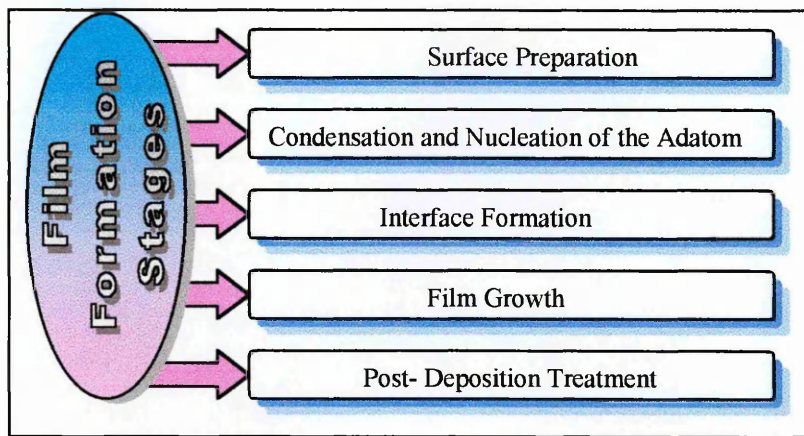 Film
Formation
Stages
Surface Preparation
Condensation and Nucleation of the Adatom
Interface Formation
Film Growth
Post- Deposition Treatment